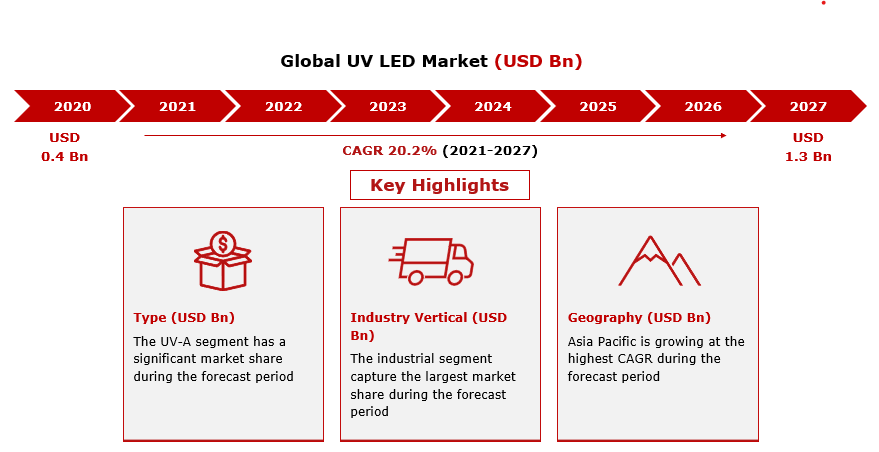 Global UV LED Market (USD Bn)
2020 2021 2022 2023 2024 2025 2026 2027
USD
0.4 Bn
USD
1.3 Bn
CAGR 20.2% (2021-2027)
Key Highlights
$
Type (USD Bn)
The UV-A segment has a
significant market share
during the forecast period
Industry Vertical (USD
Bn)
The industrial segment
capture the largest market
share during the forecast
period
Geography (USD Bn)
Asia Pacific is growing at the
highest CAGR during the
forecast period